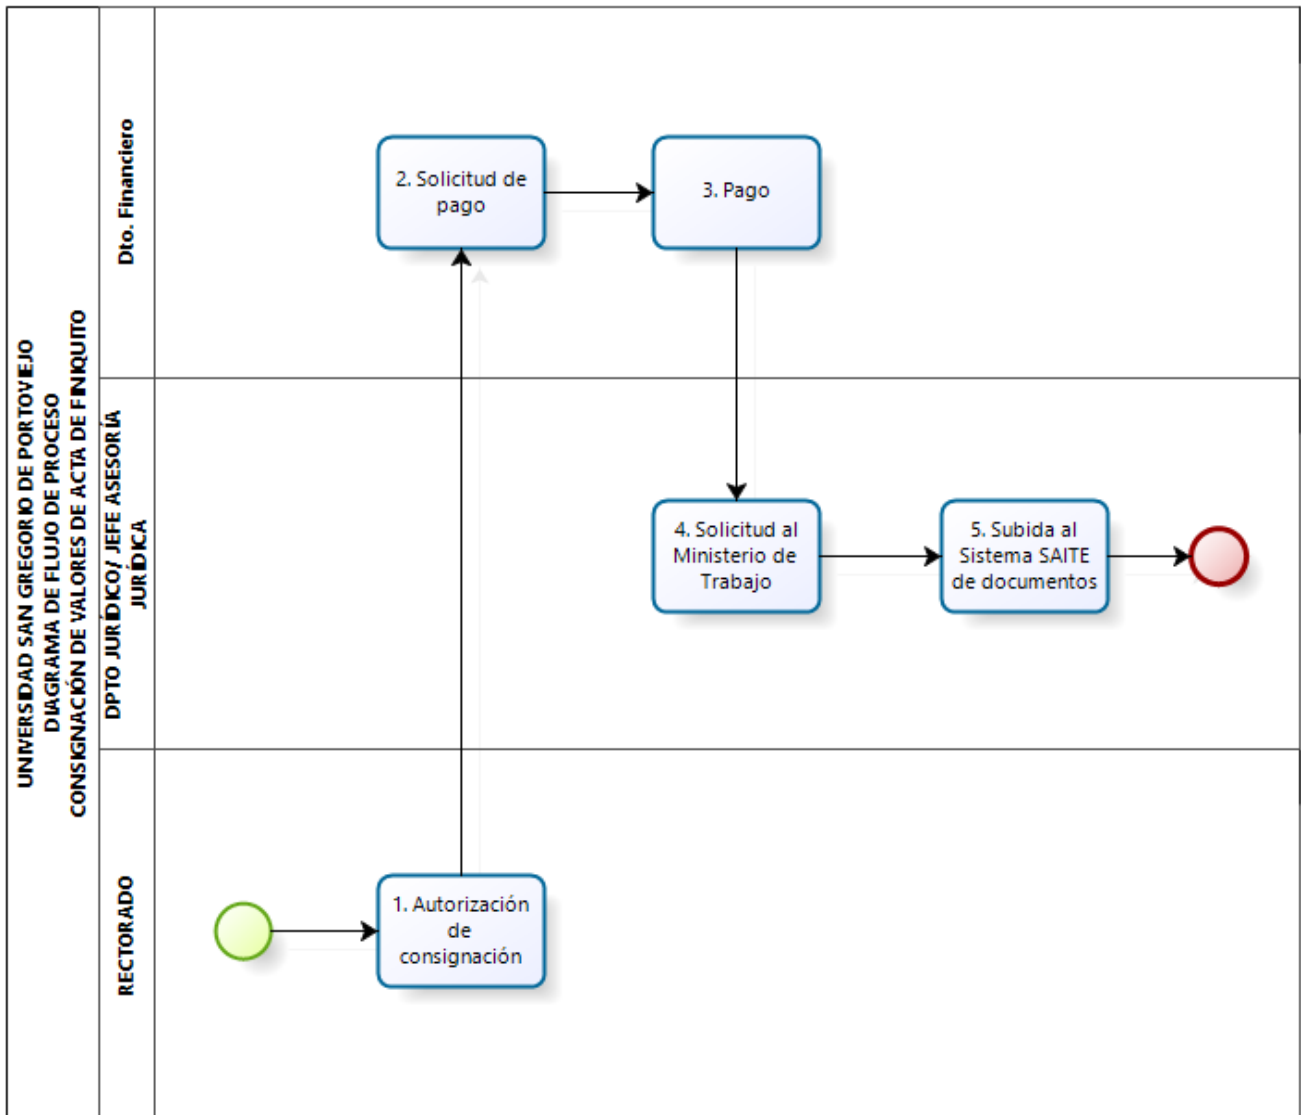 UNIVERSIDAD SAN GREGORIO DE PORTOVIEJO
DIAGRAMA DE FLUJO DE PROCESO
CONSIGNACIÓN DE VALORES DE ACTA DE FINIQUITO
Dto. Financiero
2. Solicitud de
pago
3. Pago
DPTO JURÍDICO/ JEFE ASESORÍA
JURÍDICA
4. Solicitud al
Ministerio de
Trabajo
5. Subida al
Sistema SAITE
de documentos
RECTORADO
1. Autorización
de
consignación